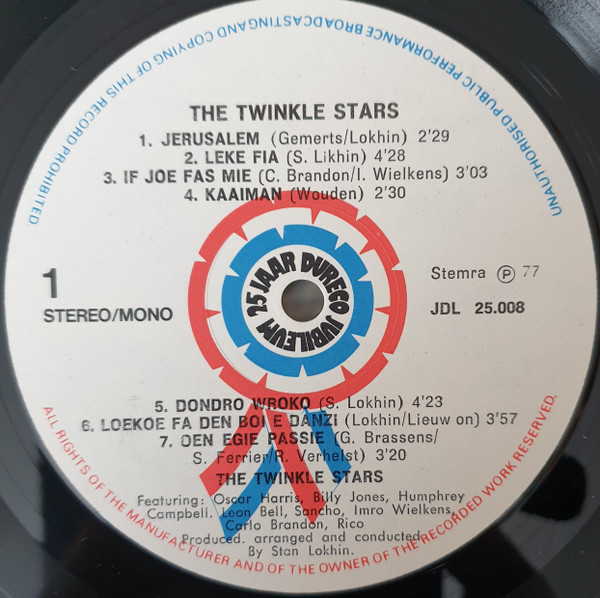 UNAUTHORISED PUBLIC PERFORMANCE BROADCASTING AND COPYING OF THIS RECORD PROHIBITED
THE TWINKLE STARS
1. JERUSALEM (Gemerts/Lokhin) 2'29
2. LEKE FIA (S. Likhin) 4'28
3. IF JOE FAS MIE (C. Brandon/I. Wielkens) 3'03
4. KAAIMAN (Wouden) 2'30
1
STEREO/MONO
25 JAAR DURECO JUBILEUM
Stemra Ⓟ 77
JDL 25.008
5. DONDRO WROKO (S. Lokhin) 4'23
6. LOEKOE FA DEN BOI E DANZI (Lokhin/Lieuw on) 3'57
7. OEN EGIE PASSIE (G. Brassens/
S. Ferrier/R. Verhelst) 3'20
THE TWINKLE STARS
Featuring: Oscar Harris, Billy Jones, Humphrey
Campbell. Leon Bell, Sancho, Imro Wielkens,
Carlo Brandon, Rico
Produced. arranged and conducted
By Stan Lokhin.
ALL RIGHTS OF THE MANUFACTURER AND OF THE OWNER OF THE RECORDED WORK RESERVED.